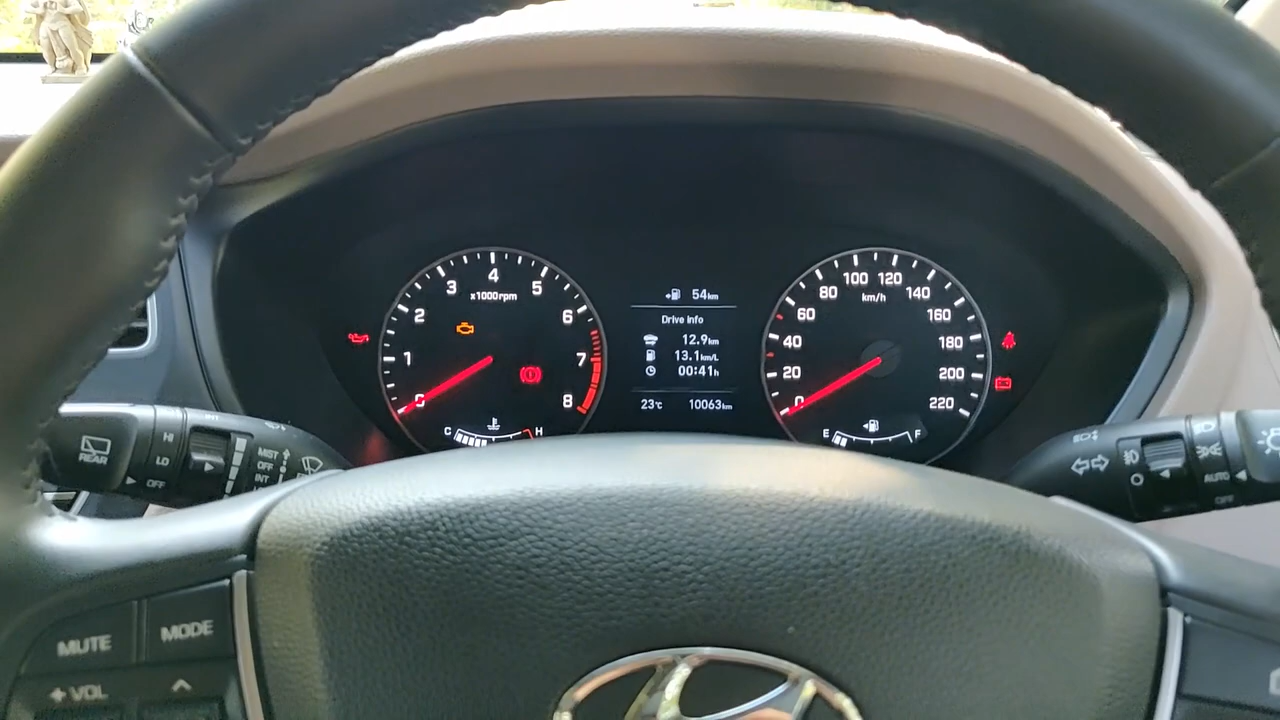 54km
Drive Info
12.9km
13.1km/L
00:41h
23°C
10063km
0
1
2
3
4
5
6
7
8
x1000rpm
C
H
0
20
40
60
80
100
120
140
160
180
200
220
km/h
E
F
REAR
HI
LO
OFF
MIST
OFF
INT
AUTO
OFF
MUTE
MODE
+ VOL